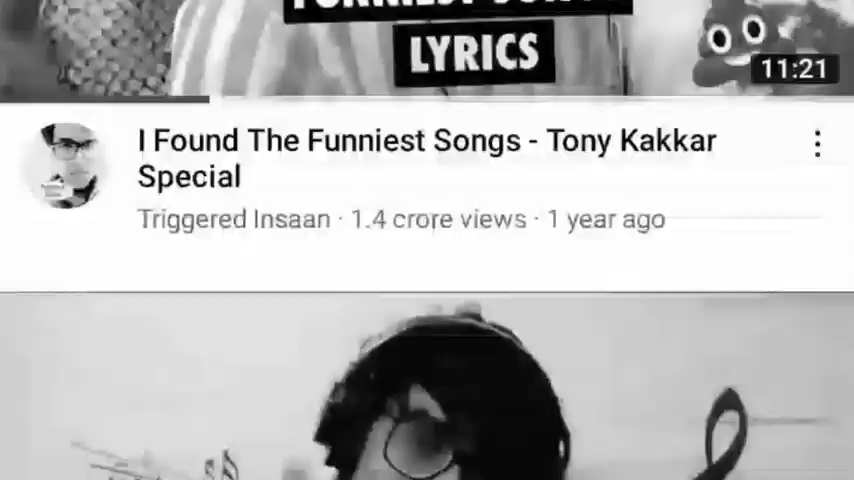 LYRICS
11:21
I Found The Funniest Songs - Tony Kakkar
Special
Triggered Insaan · 1.4 crore views · 1 year ago